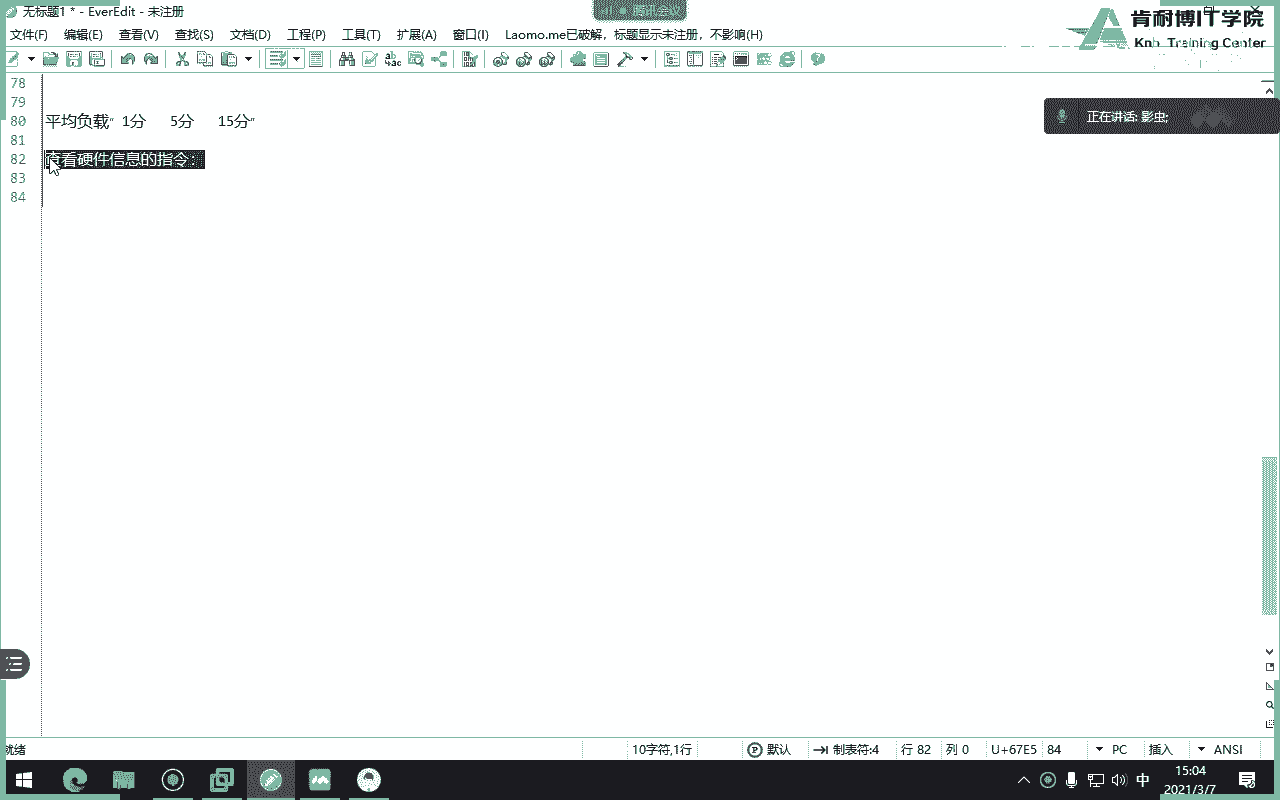 无标题1 * - EverEdit - 未注册
腾讯会议
肯耐博IT学院
Knb Training Center
文件(F) 编辑(E) 查看(V) 查找(S) 文档(D) 工程(P) 工具(T) 扩展(A) 窗口(I) Laomo.me已破解，标题显示未注册，不影响(H)
78
79
80 平均负载" 1分 5分 15分"
正在讲话: 影虫;
81
82 查看硬件信息的指令：
83
84
就绪 10字符,1行 默认 制表符:4 行 82 列 0 U+67E5 84 PC 插入 ANSI
中 15:04
2021/3/7